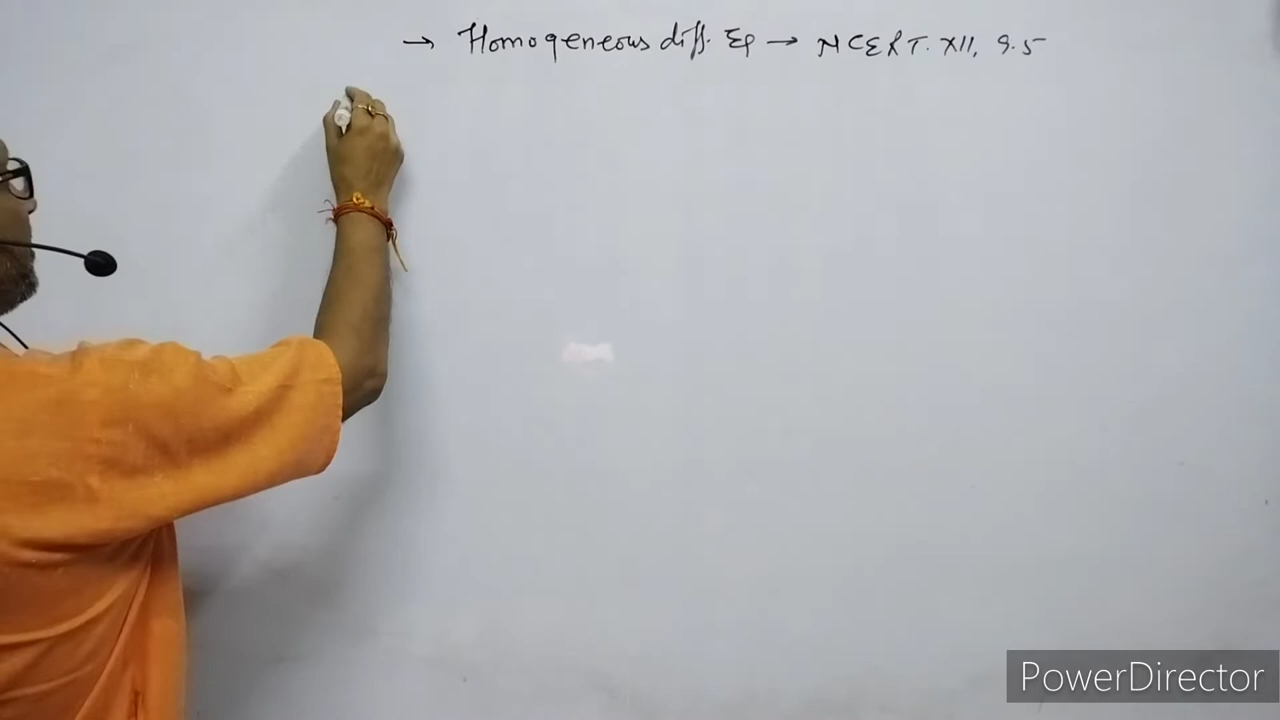 → Homogeneous diff. Eq → NCERT. XII, 9.5
PowerDirector